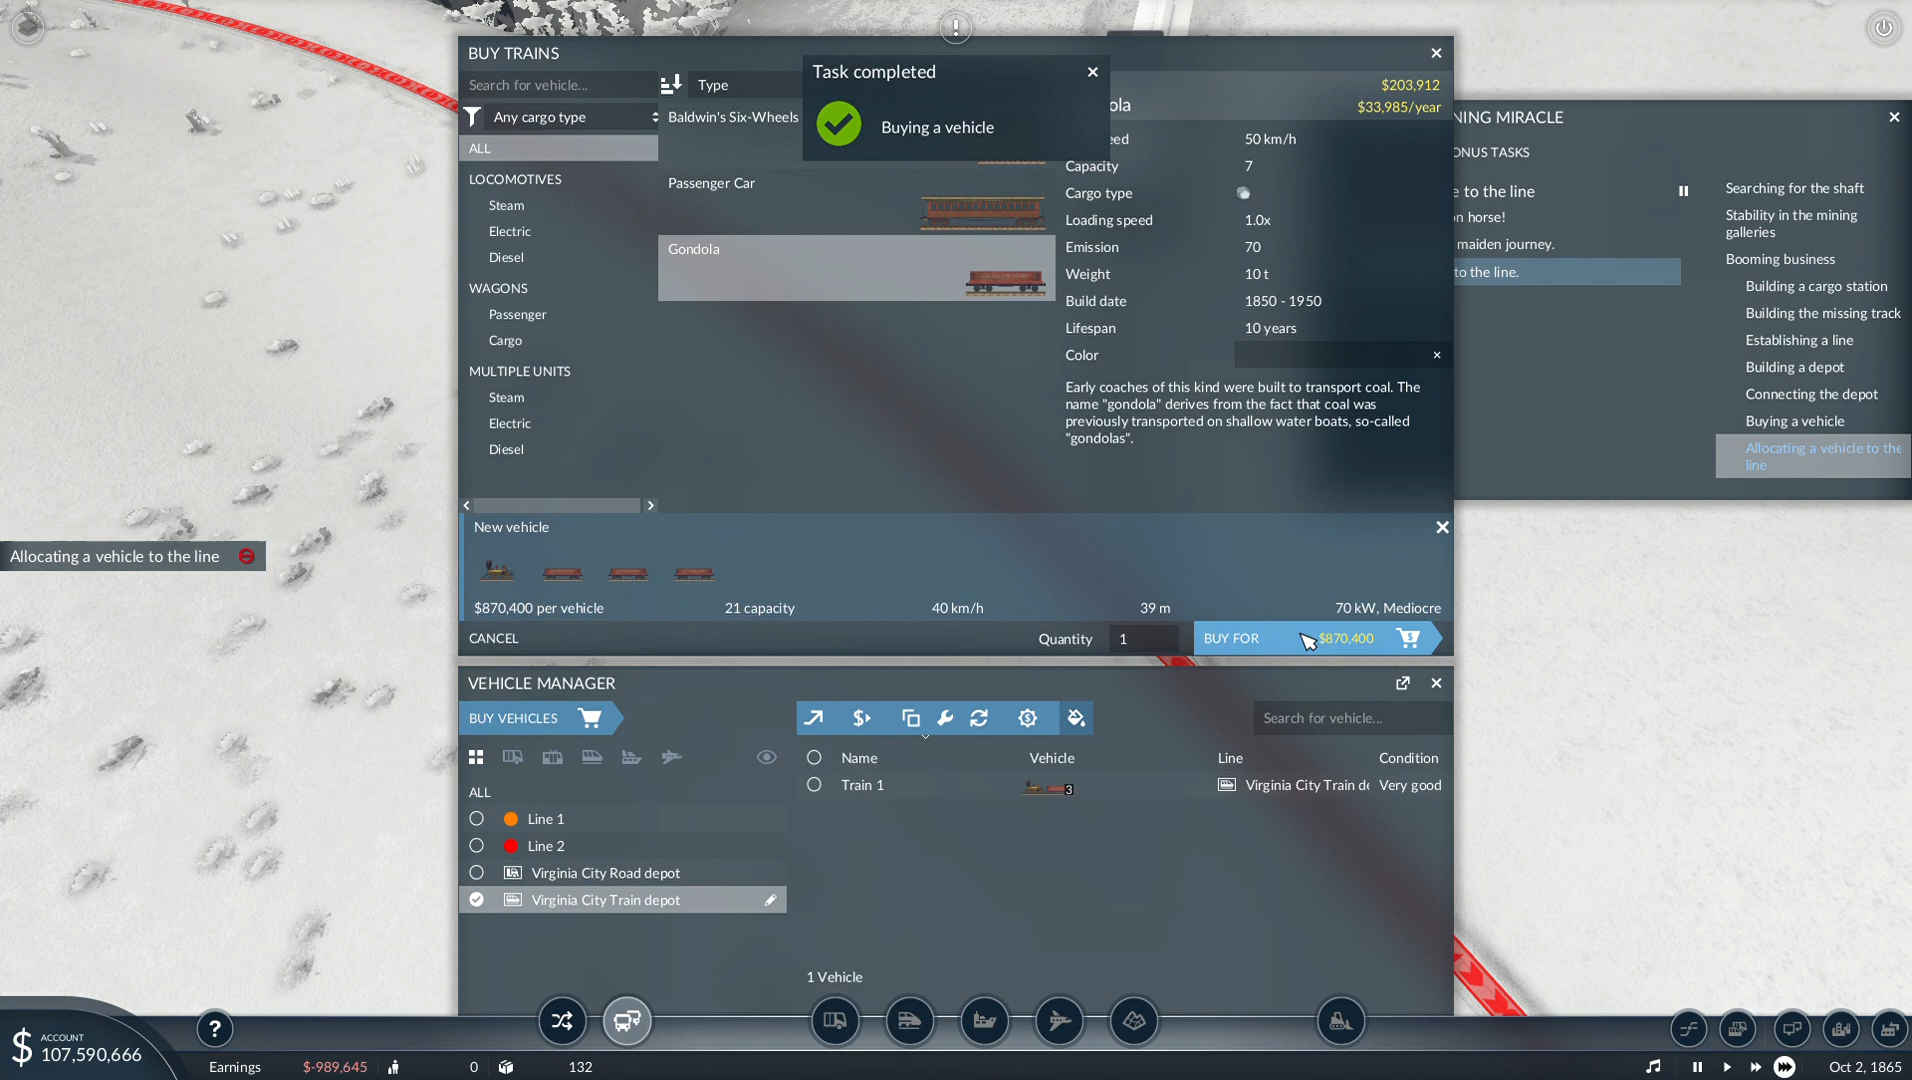 BUY TRAINS
Search for vehicle...
Type
Any cargo type
ALL
LOCOMOTIVES
Steam
Electric
Diesel
WAGONS
Passenger
Cargo
MULTIPLE UNITS
Steam
Electric
Diesel
Baldwin's Six-Wheels
Passenger Car
Gondola
Task completed
Buying a vehicle
ola
$203,912
$33,985/year
eed 50 km/h
Capacity 7
Cargo type
Loading speed 1.0x
Emission 70
Weight 10 t
Build date 1850 - 1950
Lifespan 10 years
Color
Early coaches of this kind were built to transport coal. The
name "gondola" derives from the fact that coal was
previously transported on shallow water boats, so-called
"gondolas".
NING MIRACLE
ONUS TASKS
e to the line
on horse!
maiden journey.
to the line.
Searching for the shaft
Stability in the mining
galleries
Booming business
Building a cargo station
Building the missing track
Establishing a line
Building a depot
Connecting the depot
Buying a vehicle
Allocating a vehicle to the
line
Allocating a vehicle to the line
New vehicle
$870,400 per vehicle 21 capacity 40 km/h 39 m 70 kW, Mediocre
CANCEL Quantity 1 BUY FOR $870,400
VEHICLE MANAGER
BUY VEHICLES
Search for vehicle...
ALL
Line 1
Line 2
Virginia City Road depot
Virginia City Train depot
Name Vehicle Line Condition
Train 1 3 Virginia City Train de Very good
1 Vehicle
ACCOUNT
$ 107,590,666
?
Earnings $-989,645 0 132
Oct 2, 1865